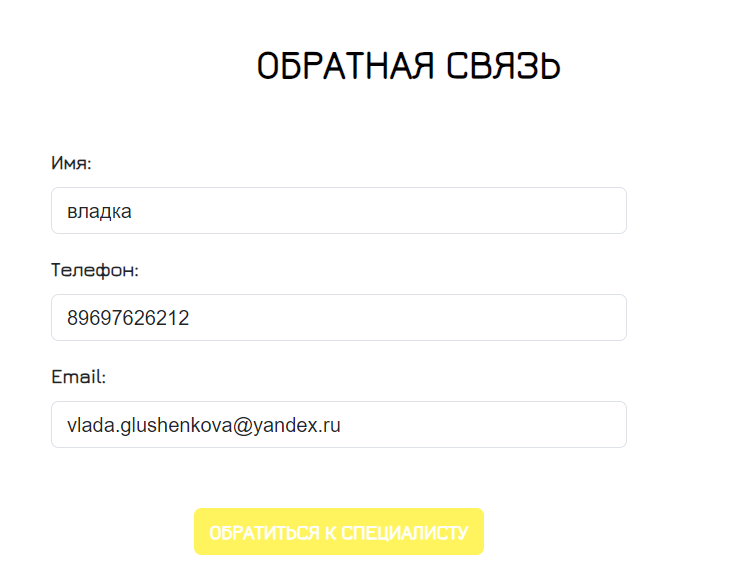 ОБРАТНАЯ СВЯЗЬ
Имя:
владка
Телефон:
89697626212
Email:
vlada.glushenkova@yandex.ru
ОБРАТИТЬСЯ К СПЕЦИАЛИСТУ